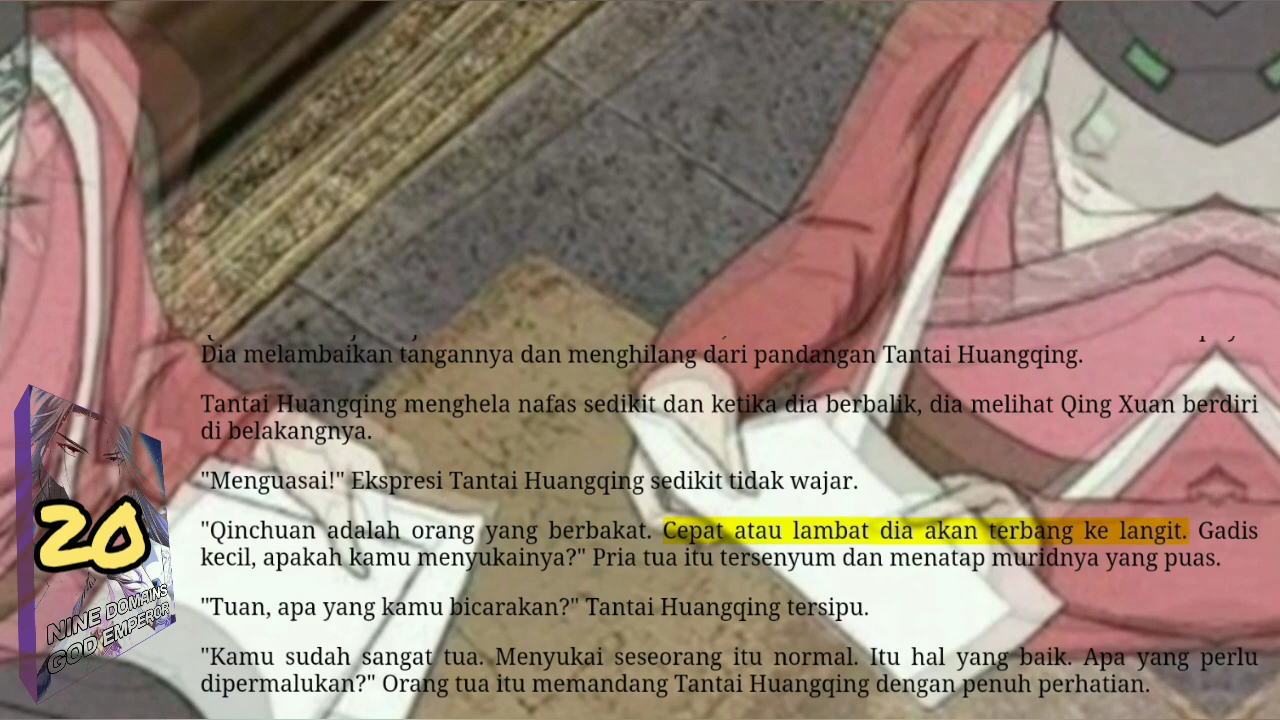 Dia melambaikan tangannya dan menghilang dari pandangan Tantai Huangqing.
Tantai Huangqing menghela nafas sedikit dan ketika dia berbalik, dia melihat Qing Xuan berdiri
di belakangnya.
"Menguasai!" Ekspresi Tantai Huangqing sedikit tidak wajar.
"Qinchuan adalah orang yang berbakat. Cepat atau lambat dia akan terbang ke langit. Gadis
kecil, apakah kamu menyukainya?" Pria tua itu tersenyum dan menatap muridnya yang puas.
"Tuan, apa yang kamu bicarakan?" Tantai Huangqing tersipu.
"Kamu sudah sangat tua. Menyukai seseorang itu normal. Itu hal yang baik. Apa yang perlu
dipermalukan?" Orang tua itu memandang Tantai Huangqing dengan penuh perhatian.
20
NINE DOMAINS
GOD EMPEROR